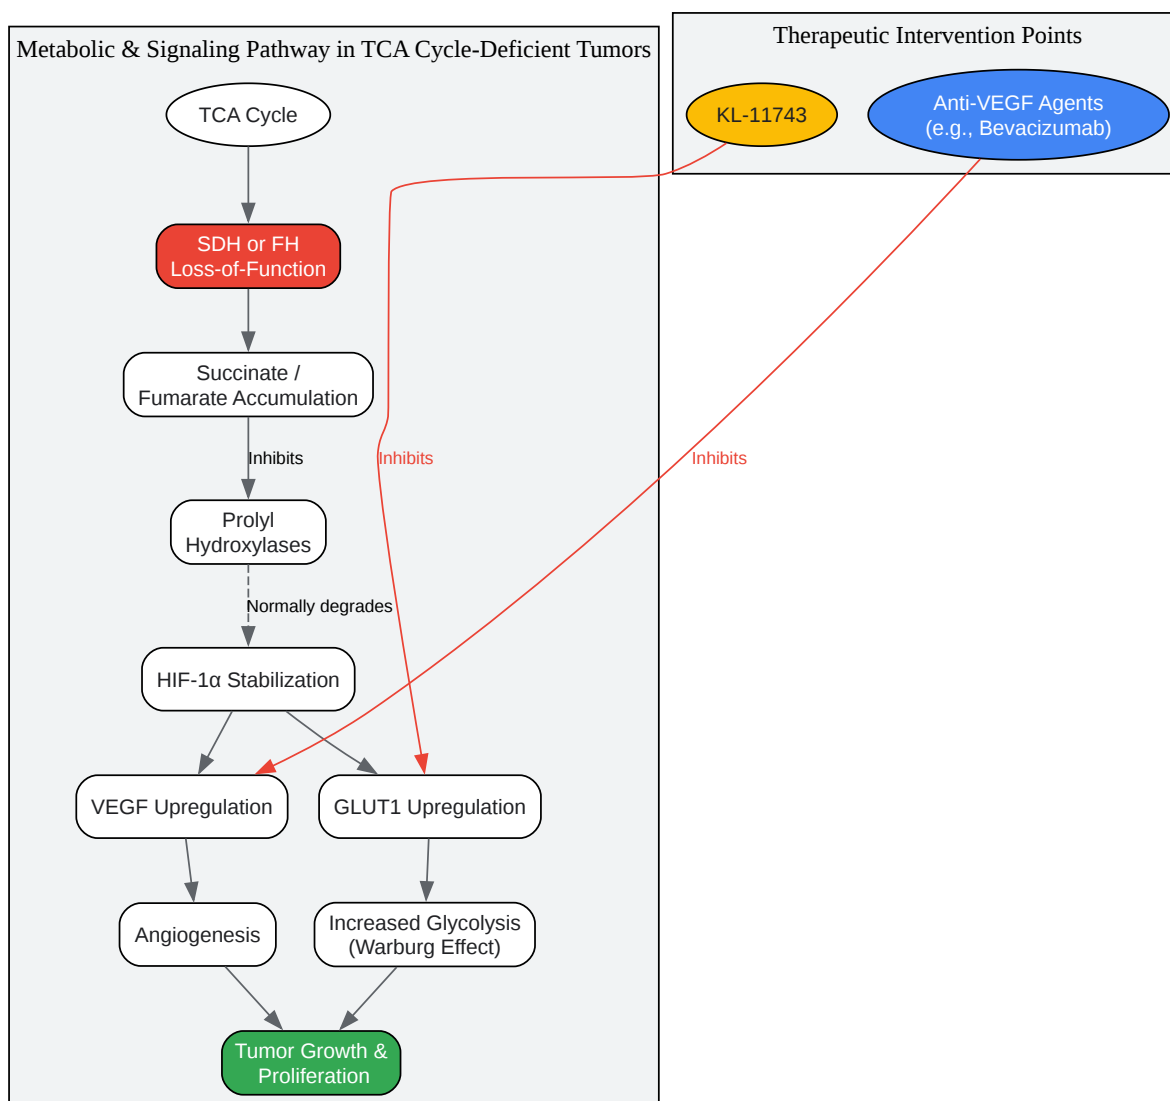 Metabolic & Signaling Pathway in TCA Cycle-Deficient Tumors
Therapeutic Intervention Points
TCA Cycle
KL-11743
Anti-VEGF Agents
(e.g., Bevacizumab)
SDH or FH
Loss-of-Function
Succinate /
Fumarate Accumulation
Inhibits
Inhibits
Inhibits
Prolyl
Hydroxylases
Normally degrades
HIF-1α Stabilization
VEGF Upregulation
GLUT1 Upregulation
Angiogenesis
Increased Glycolysis
(Warburg Effect)
Tumor Growth &
Proliferation